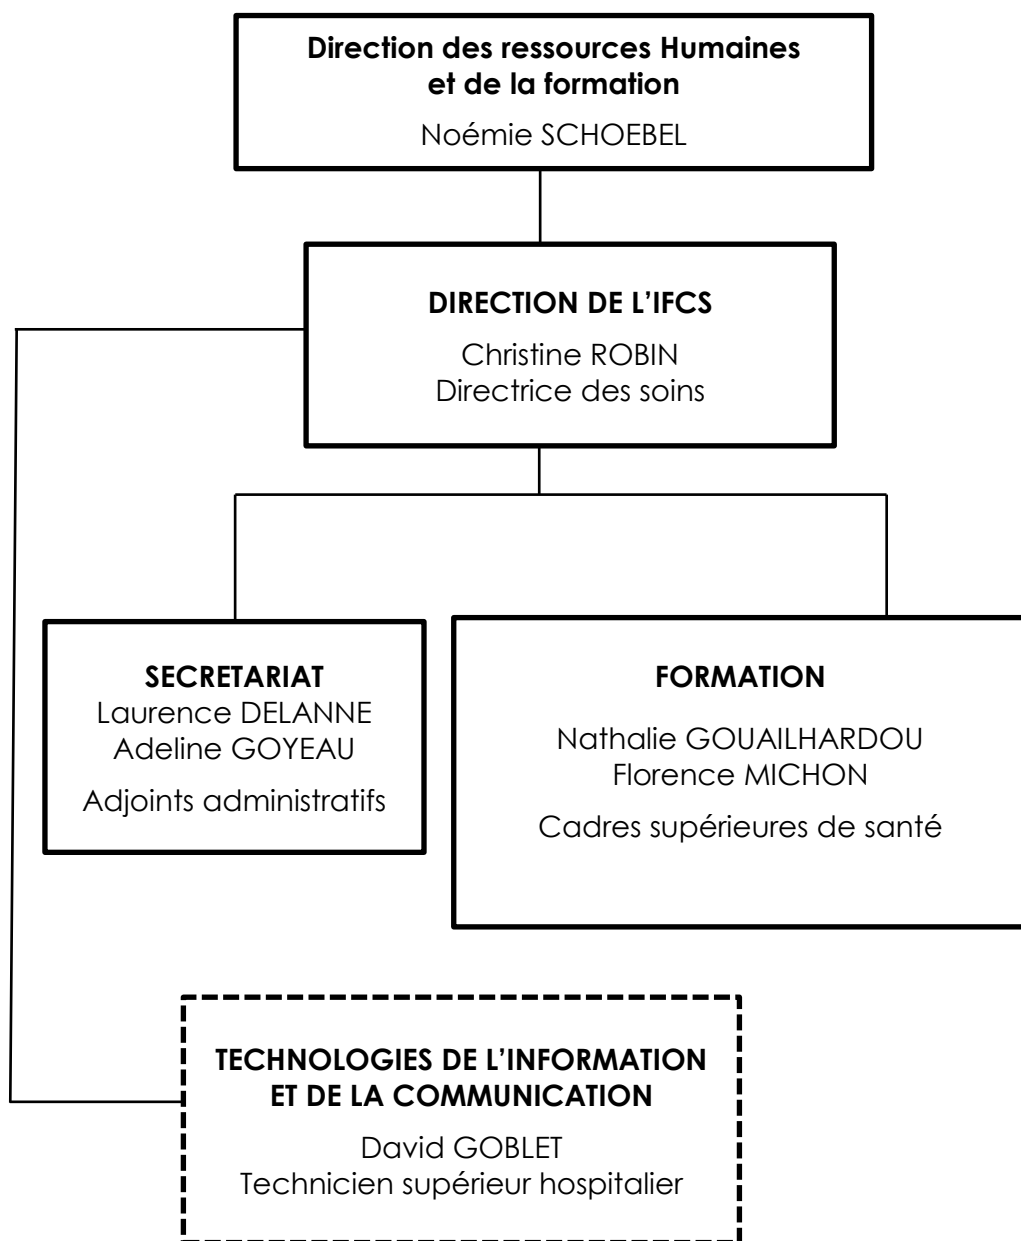 Direction des ressources Humaines
et de la formation
Noémie SCHOEBEL
DIRECTION DE L'IFCS
Christine ROBIN
Directrice des soins
SECRETARIAT
Laurence DELANNE
Adeline GOYEAU
Adjoints administratifs
FORMATION
Nathalie GOUAILHARDOU
Florence MICHON
Cadres supérieures de santé
TECHNOLOGIES DE L'INFORMATION
ET DE LA COMMUNICATION
David GOBLET
Technicien supérieur hospitalier